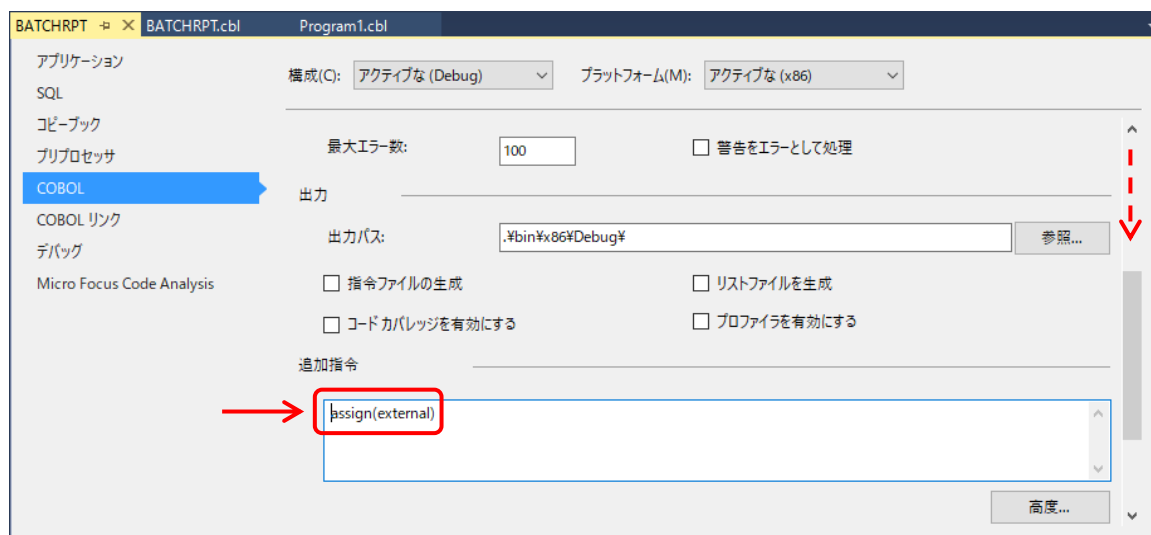 BATCHRPT BATCHRPT.cbl Program1.cbl
アプリケーション
SQL
コピーブック
プリプロセッサ
COBOL
COBOL リンク
デバッグ
Micro Focus Code Analysis
構成(C): アクティブな (Debug) プラットフォーム(M): アクティブな (x86)
最大エラー数: 100 警告をエラーとして処理
出力
出力パス: .¥bin¥x86¥Debug¥ 参照...
指令ファイルの生成 リストファイルを生成
コード カバレッジを有効にする プロファイラを有効にする
追加指令
assign(external)
高度...